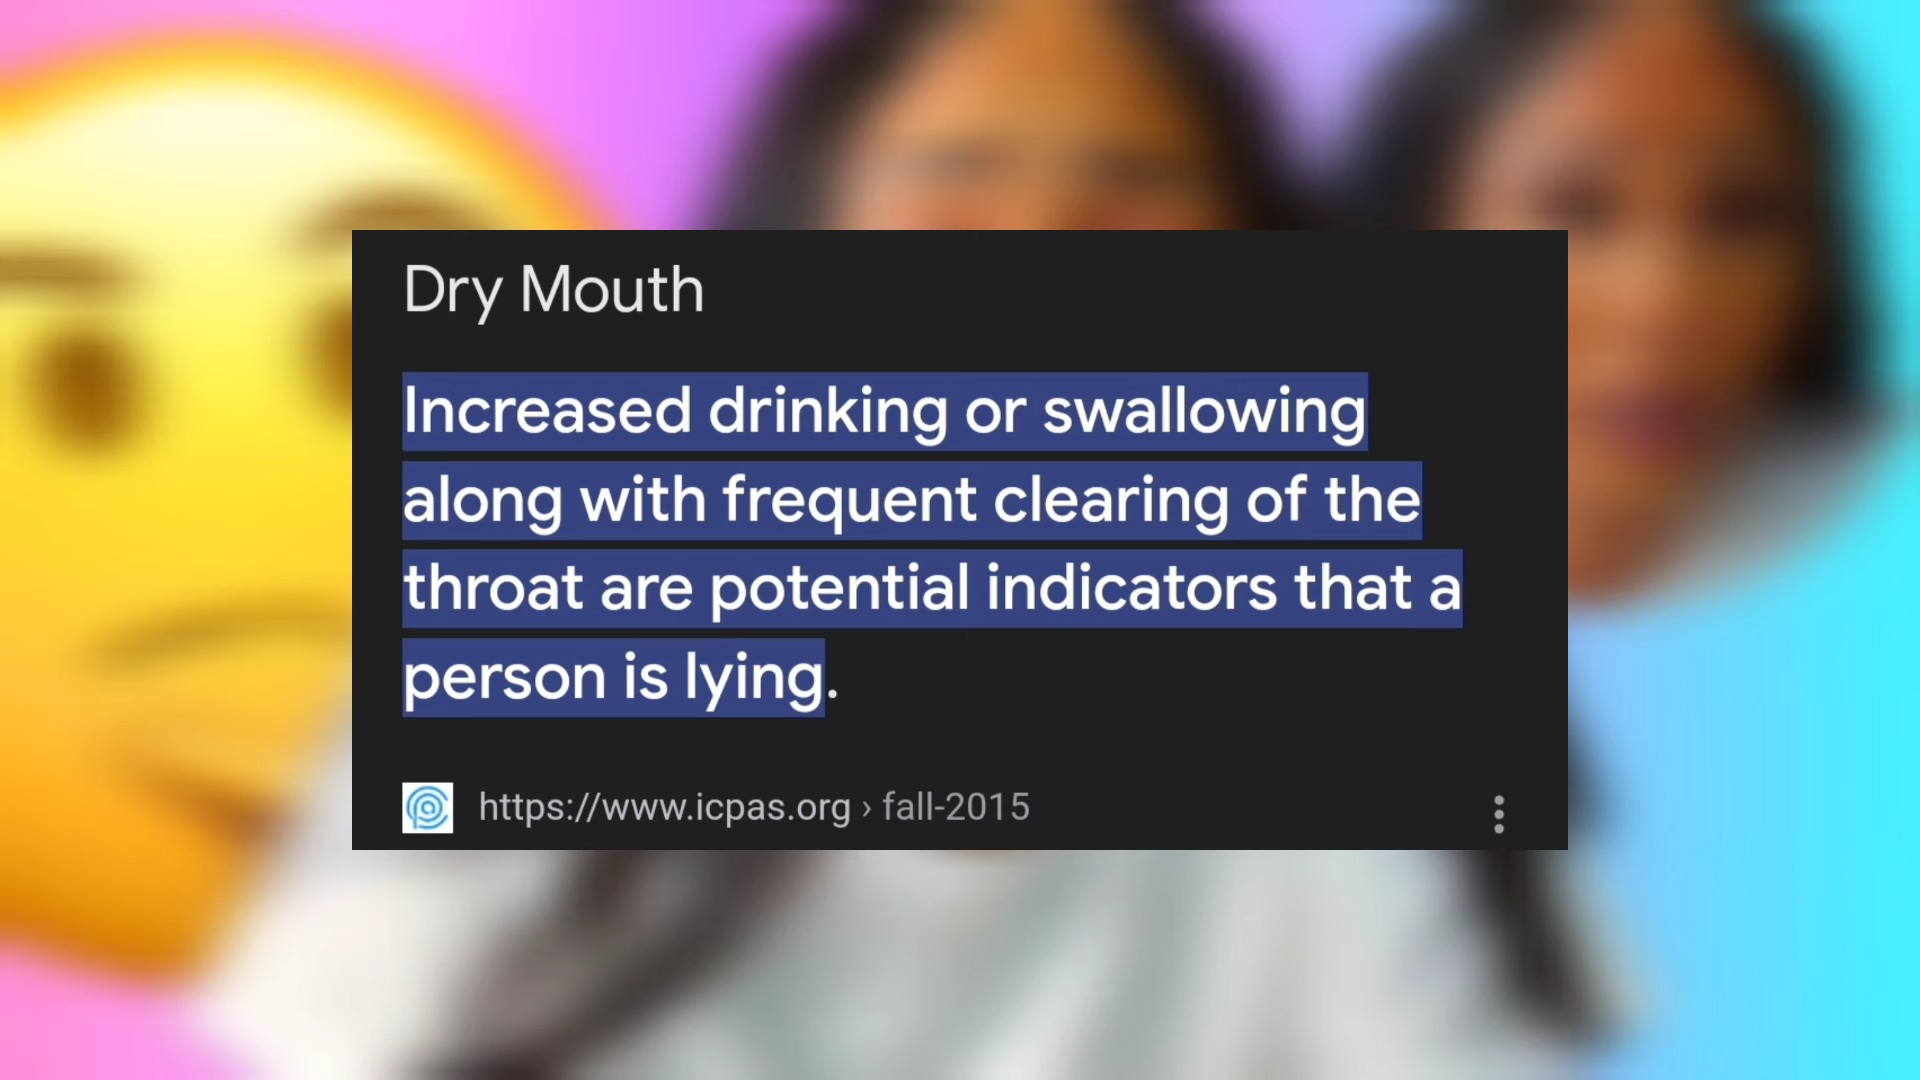 Dry Mouth
Increased drinking or swallowing
along with frequent clearing of the
throat are potential indicators that a
person is lying.
https://www.icpas.org › fall-2015